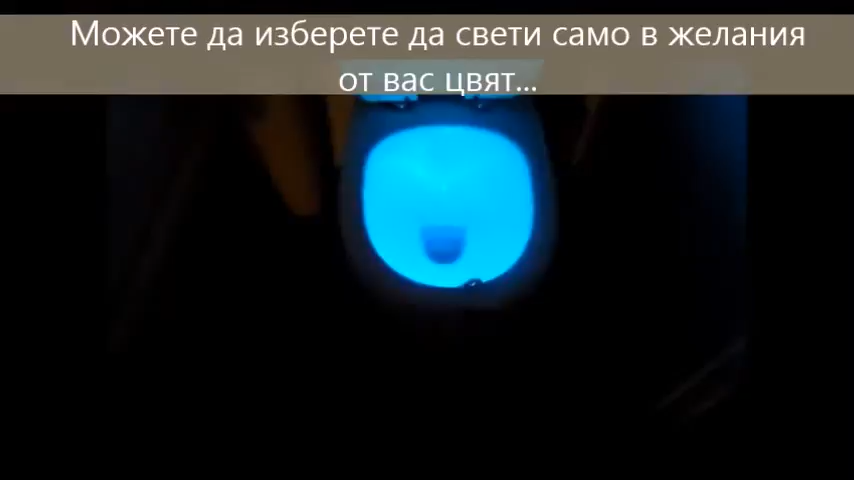 Можете да изберете да свети само в желания
от вас цвят...